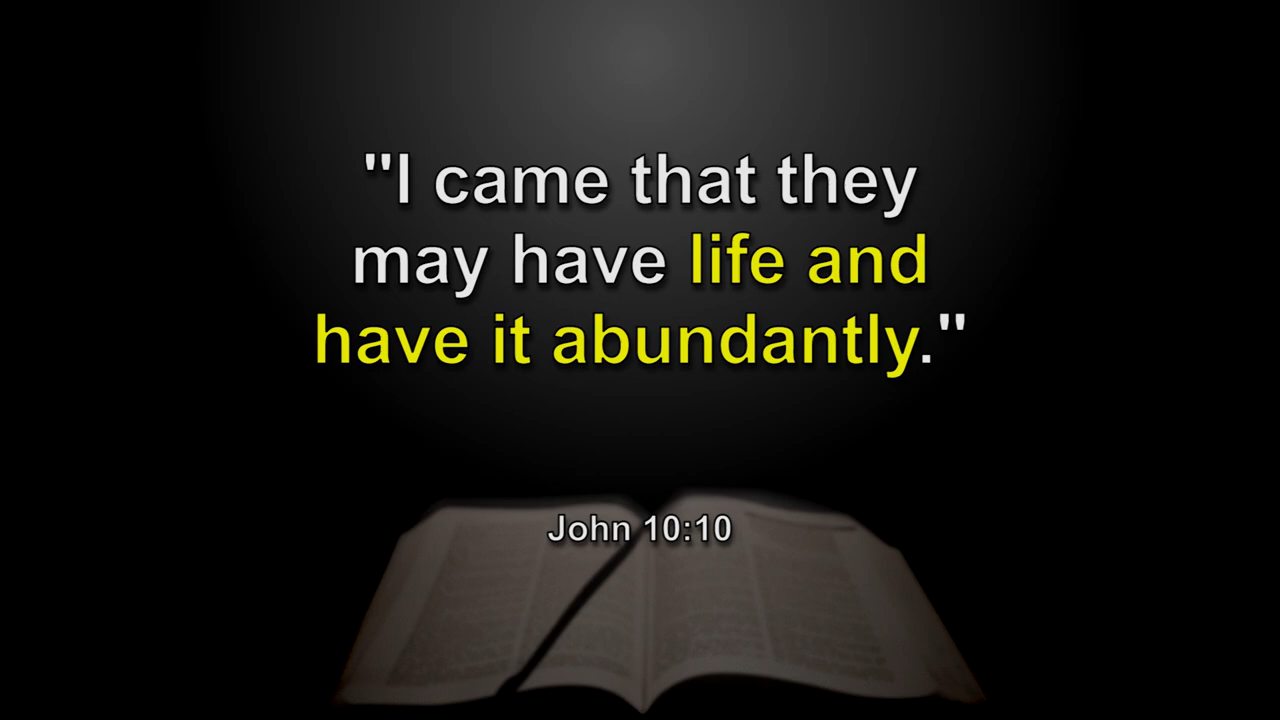 "I came that they
may have life and
have it abundantly."
John 10:10